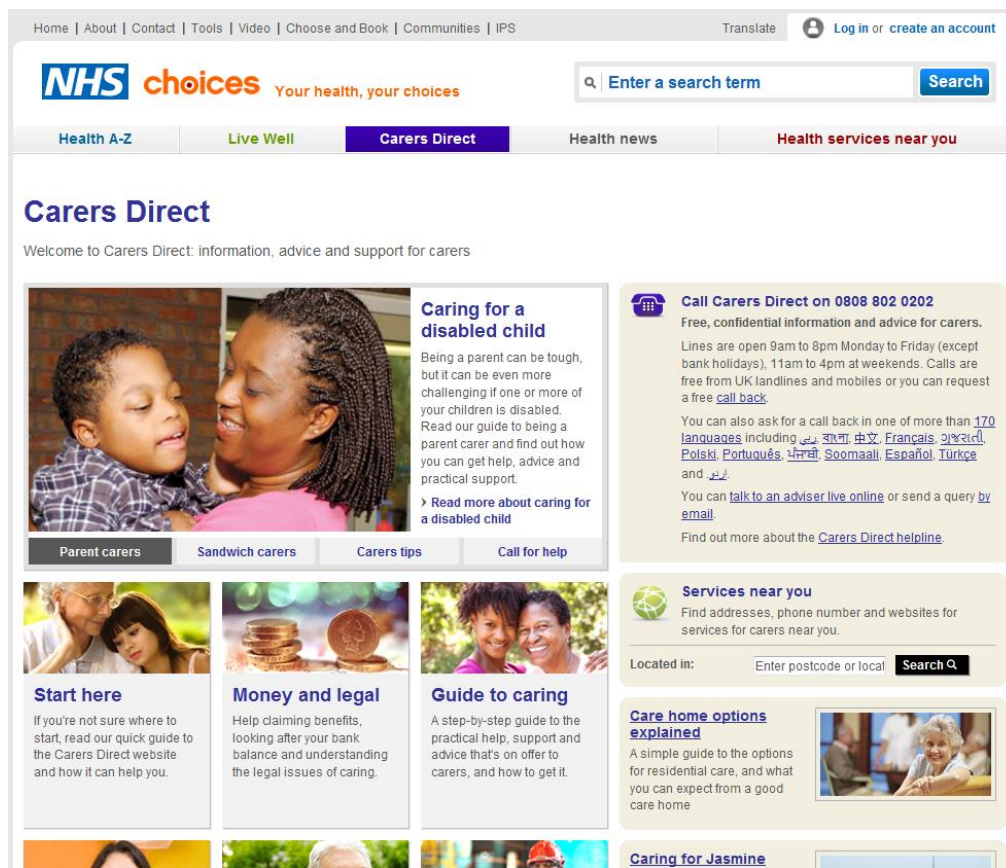 Home | About | Contact | Tools | Video | Choose and Book | Communities | IPS
Translate
Log in or create an account
NHS choices Your health, your choices
Enter a search term
Search
Health A-Z
Live Well
Carers Direct
Health news
Health services near you
Carers Direct
Welcome to Carers Direct: information, advice and support for carers
Caring for a
disabled child
Being a parent can be tough,
but it can be even more
challenging if one or more of
your children is disabled.
Read our guide to being a
parent carer and find out how
you can get help, advice and
practical support.
› Read more about caring for
a disabled child
Parent carers
Sandwich carers
Carers tips
Call for help
Start here
If you're not sure where to
start, read our quick guide to
the Carers Direct website
and how it can help you.
Money and legal
Help claiming benefits,
looking after your bank
balance and understanding
the legal issues of caring.
Guide to caring
A step-by-step guide to the
practical help, support and
advice that's on offer to
carers, and how to get it.
Call Carers Direct on 0808 802 0202
Free, confidential information and advice for carers.
Lines are open 9am to 8pm Monday to Friday (except
bank holidays), 11am to 4pm at weekends. Calls are
free from UK landlines and mobiles or you can request
a free call back.
You can also ask for a call back in one of more than 170
languages including عربي, বাংলা, 中文, Français, ગુજરાતી,
Polski, Português, ਪੰਜਾਬੀ, Soomaali, Español, Türkçe
and اردو.
You can talk to an adviser live online or send a query by
email.
Find out more about the Carers Direct helpline.
Services near you
Find addresses, phone number and websites for
services for carers near you.
Located in:
Enter postcode or locat
Search
Care home options
explained
A simple guide to the options
for residential care, and what
you can expect from a good
care home
Caring for Jasmine